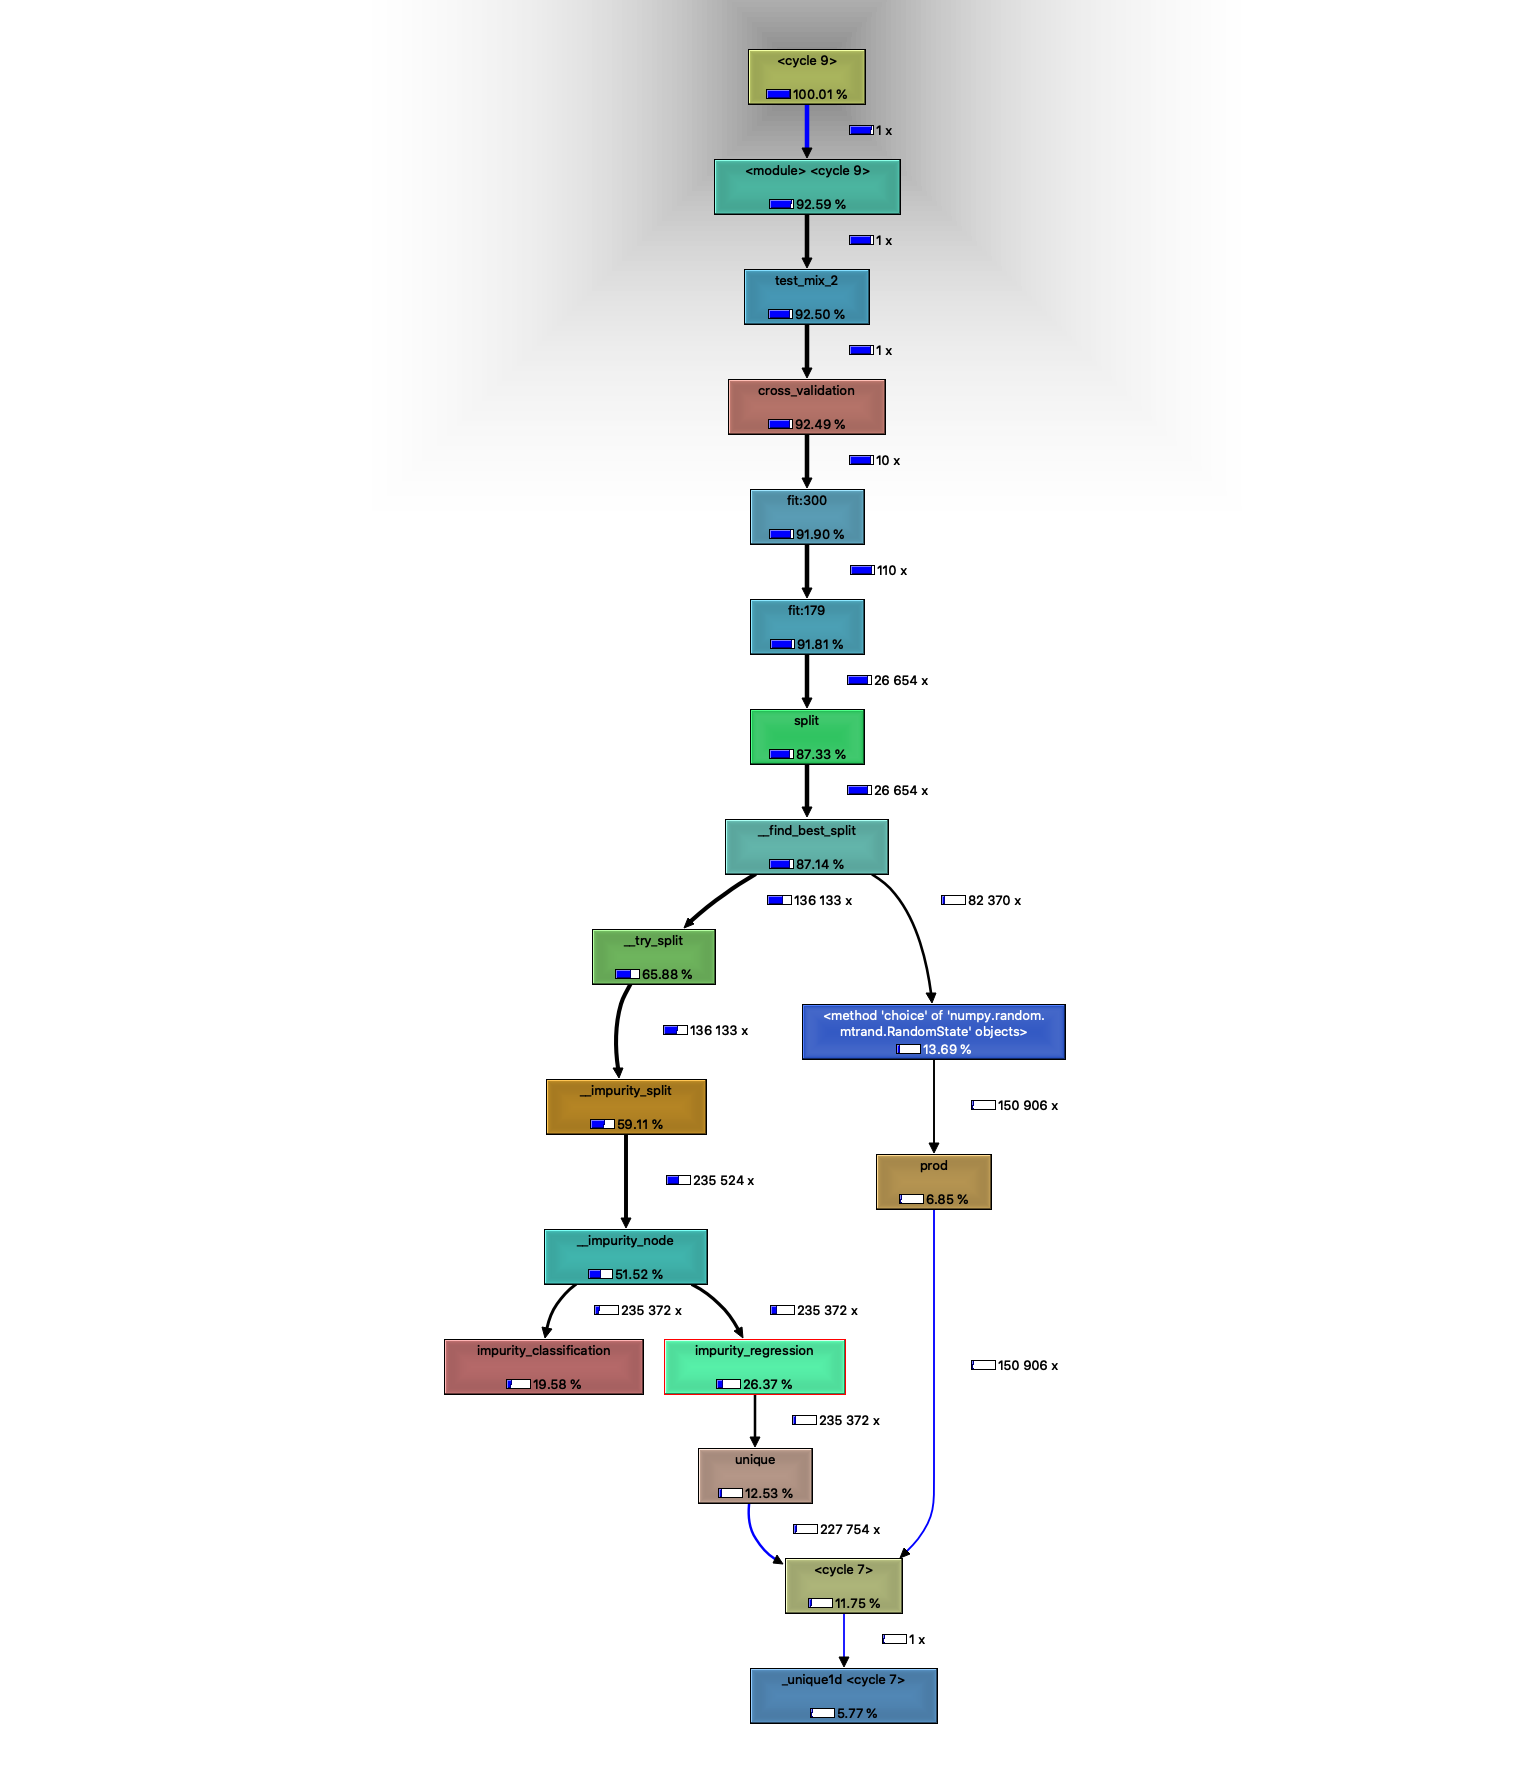 <cycle 9>
100.01 %
1 x
<module> <cycle 9>
92.59 %
1 x
test_mix_2
92.50 %
1 x
cross_validation
92.49 %
10 x
fit:300
91.90 %
110 x
fit:179
91.81 %
26 654 x
split
87.33 %
26 654 x
__find_best_split
87.14 %
136 133 x
82 370 x
__try_split
65.88 %
<method 'choice' of 'numpy.random.
mtrand.RandomState' objects>
13.69 %
136 133 x
__impurity_split
59.11 %
150 906 x
prod
6.85 %
235 524 x
__impurity_node
51.52 %
235 372 x
235 372 x
impurity_classification
19.58 %
impurity_regression
26.37 %
150 906 x
235 372 x
unique
12.53 %
227 754 x
<cycle 7>
11.75 %
1 x
_unique1d <cycle 7>
5.77 %